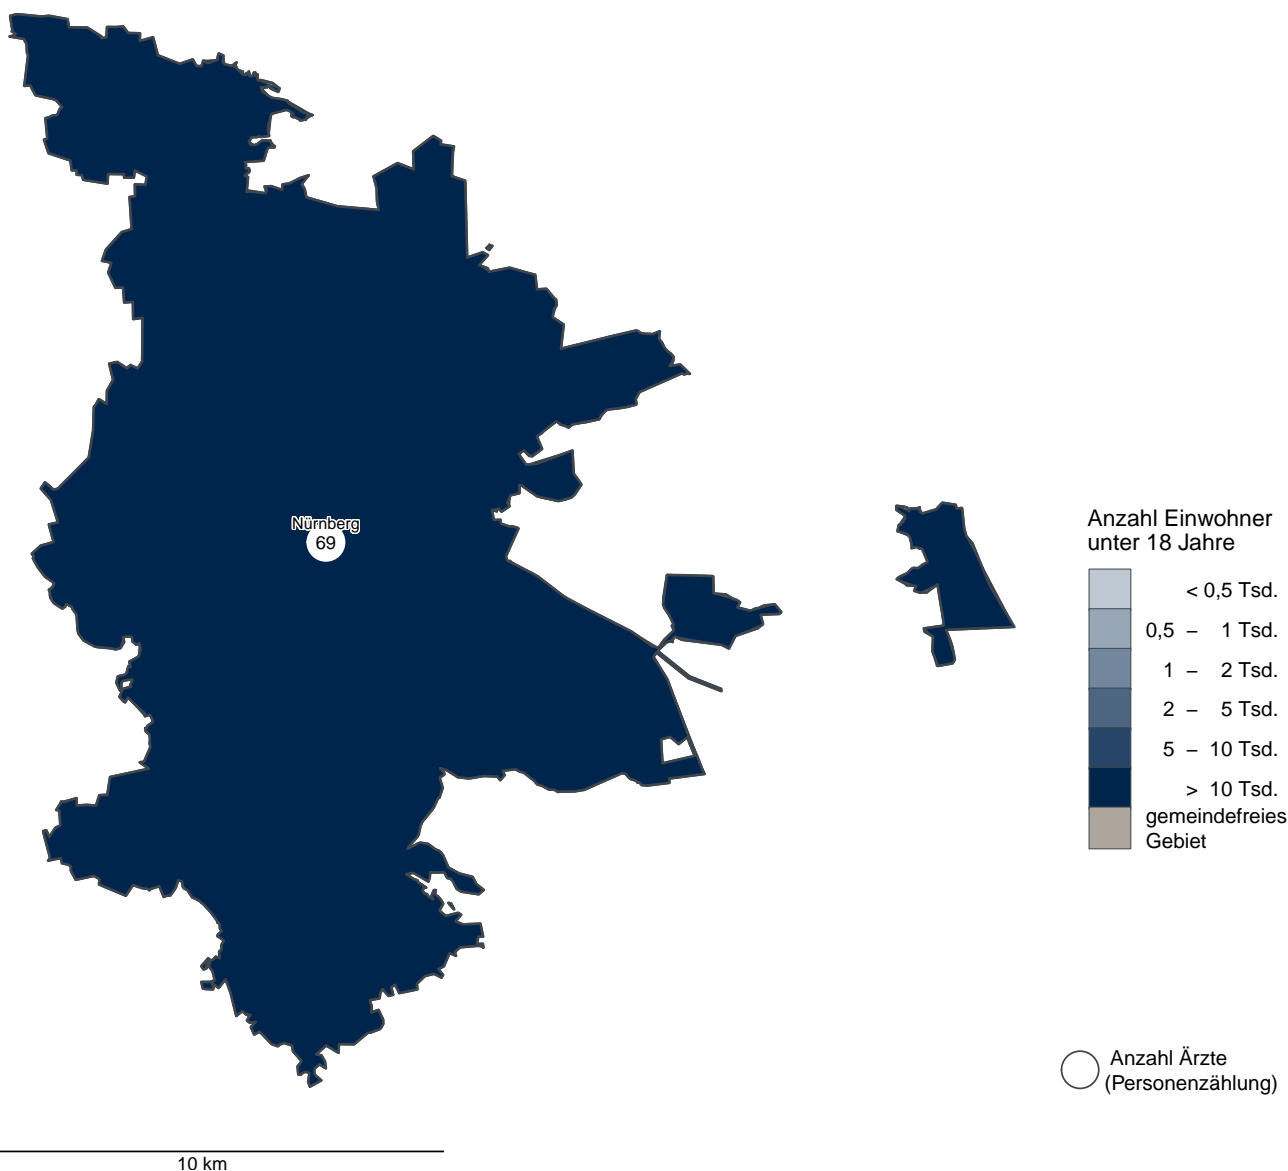 Nürnberg
69
Anzahl Einwohner
unter 18 Jahre
< 0,5 Tsd.
0,5 – 1 Tsd.
1 – 2 Tsd.
2 – 5 Tsd.
5 – 10 Tsd.
> 10 Tsd.
gemeindefreies
Gebiet
Anzahl Ärzte
(Personenzählung)
10 km